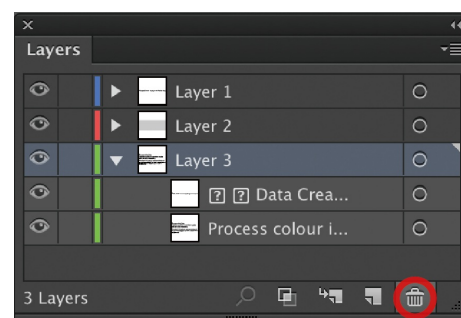 Layers
Layer 1
Layer 2
Layer 3
? ? Data Crea...
Process colour i...
3 Layers